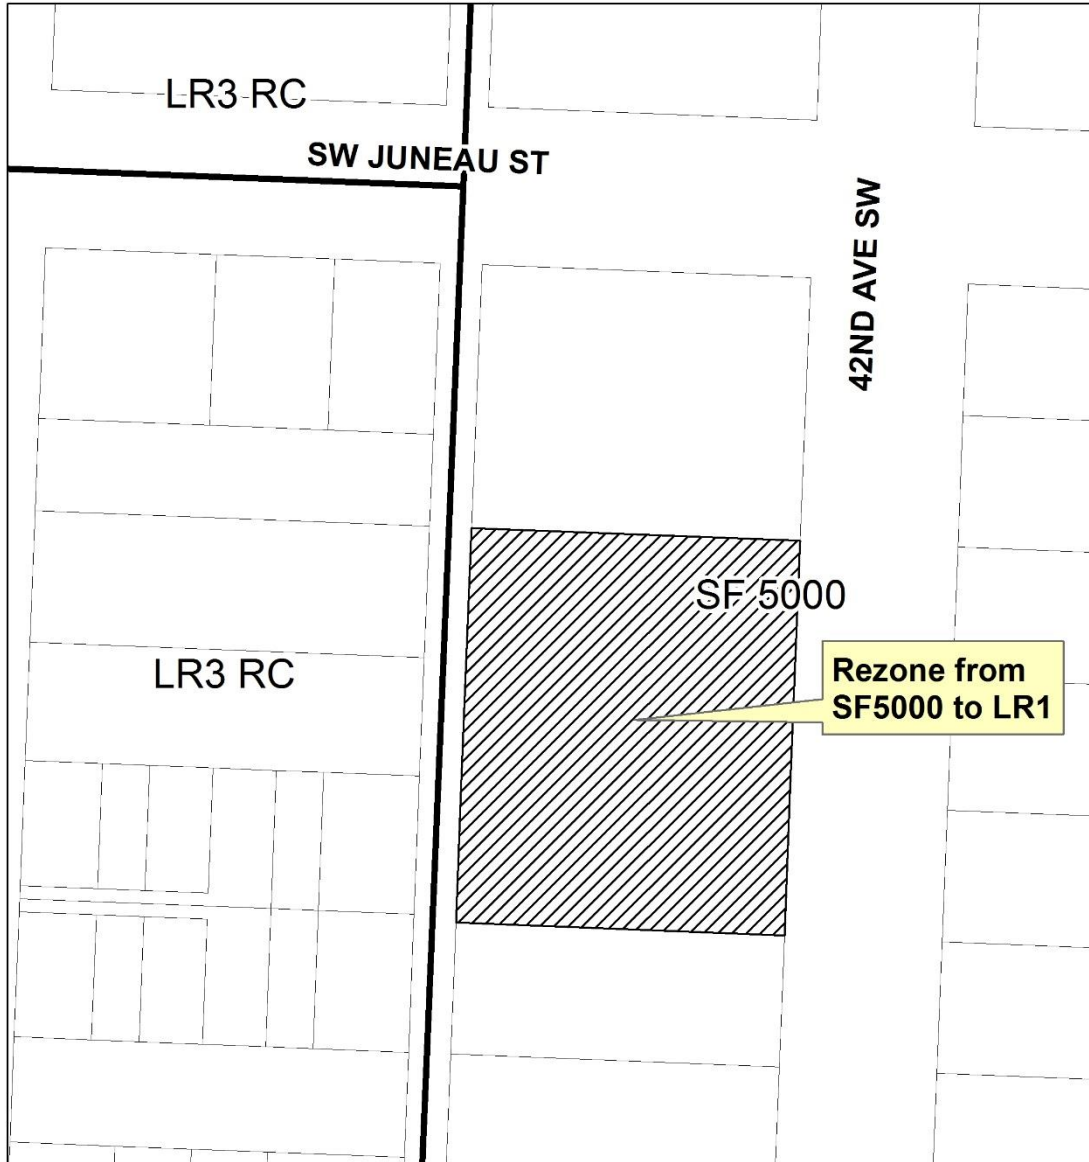 LR3 RC
SW JUNEAU ST
42ND AVE SW
SF 5000
Rezone from
SF5000 to LR1
LR3 RC